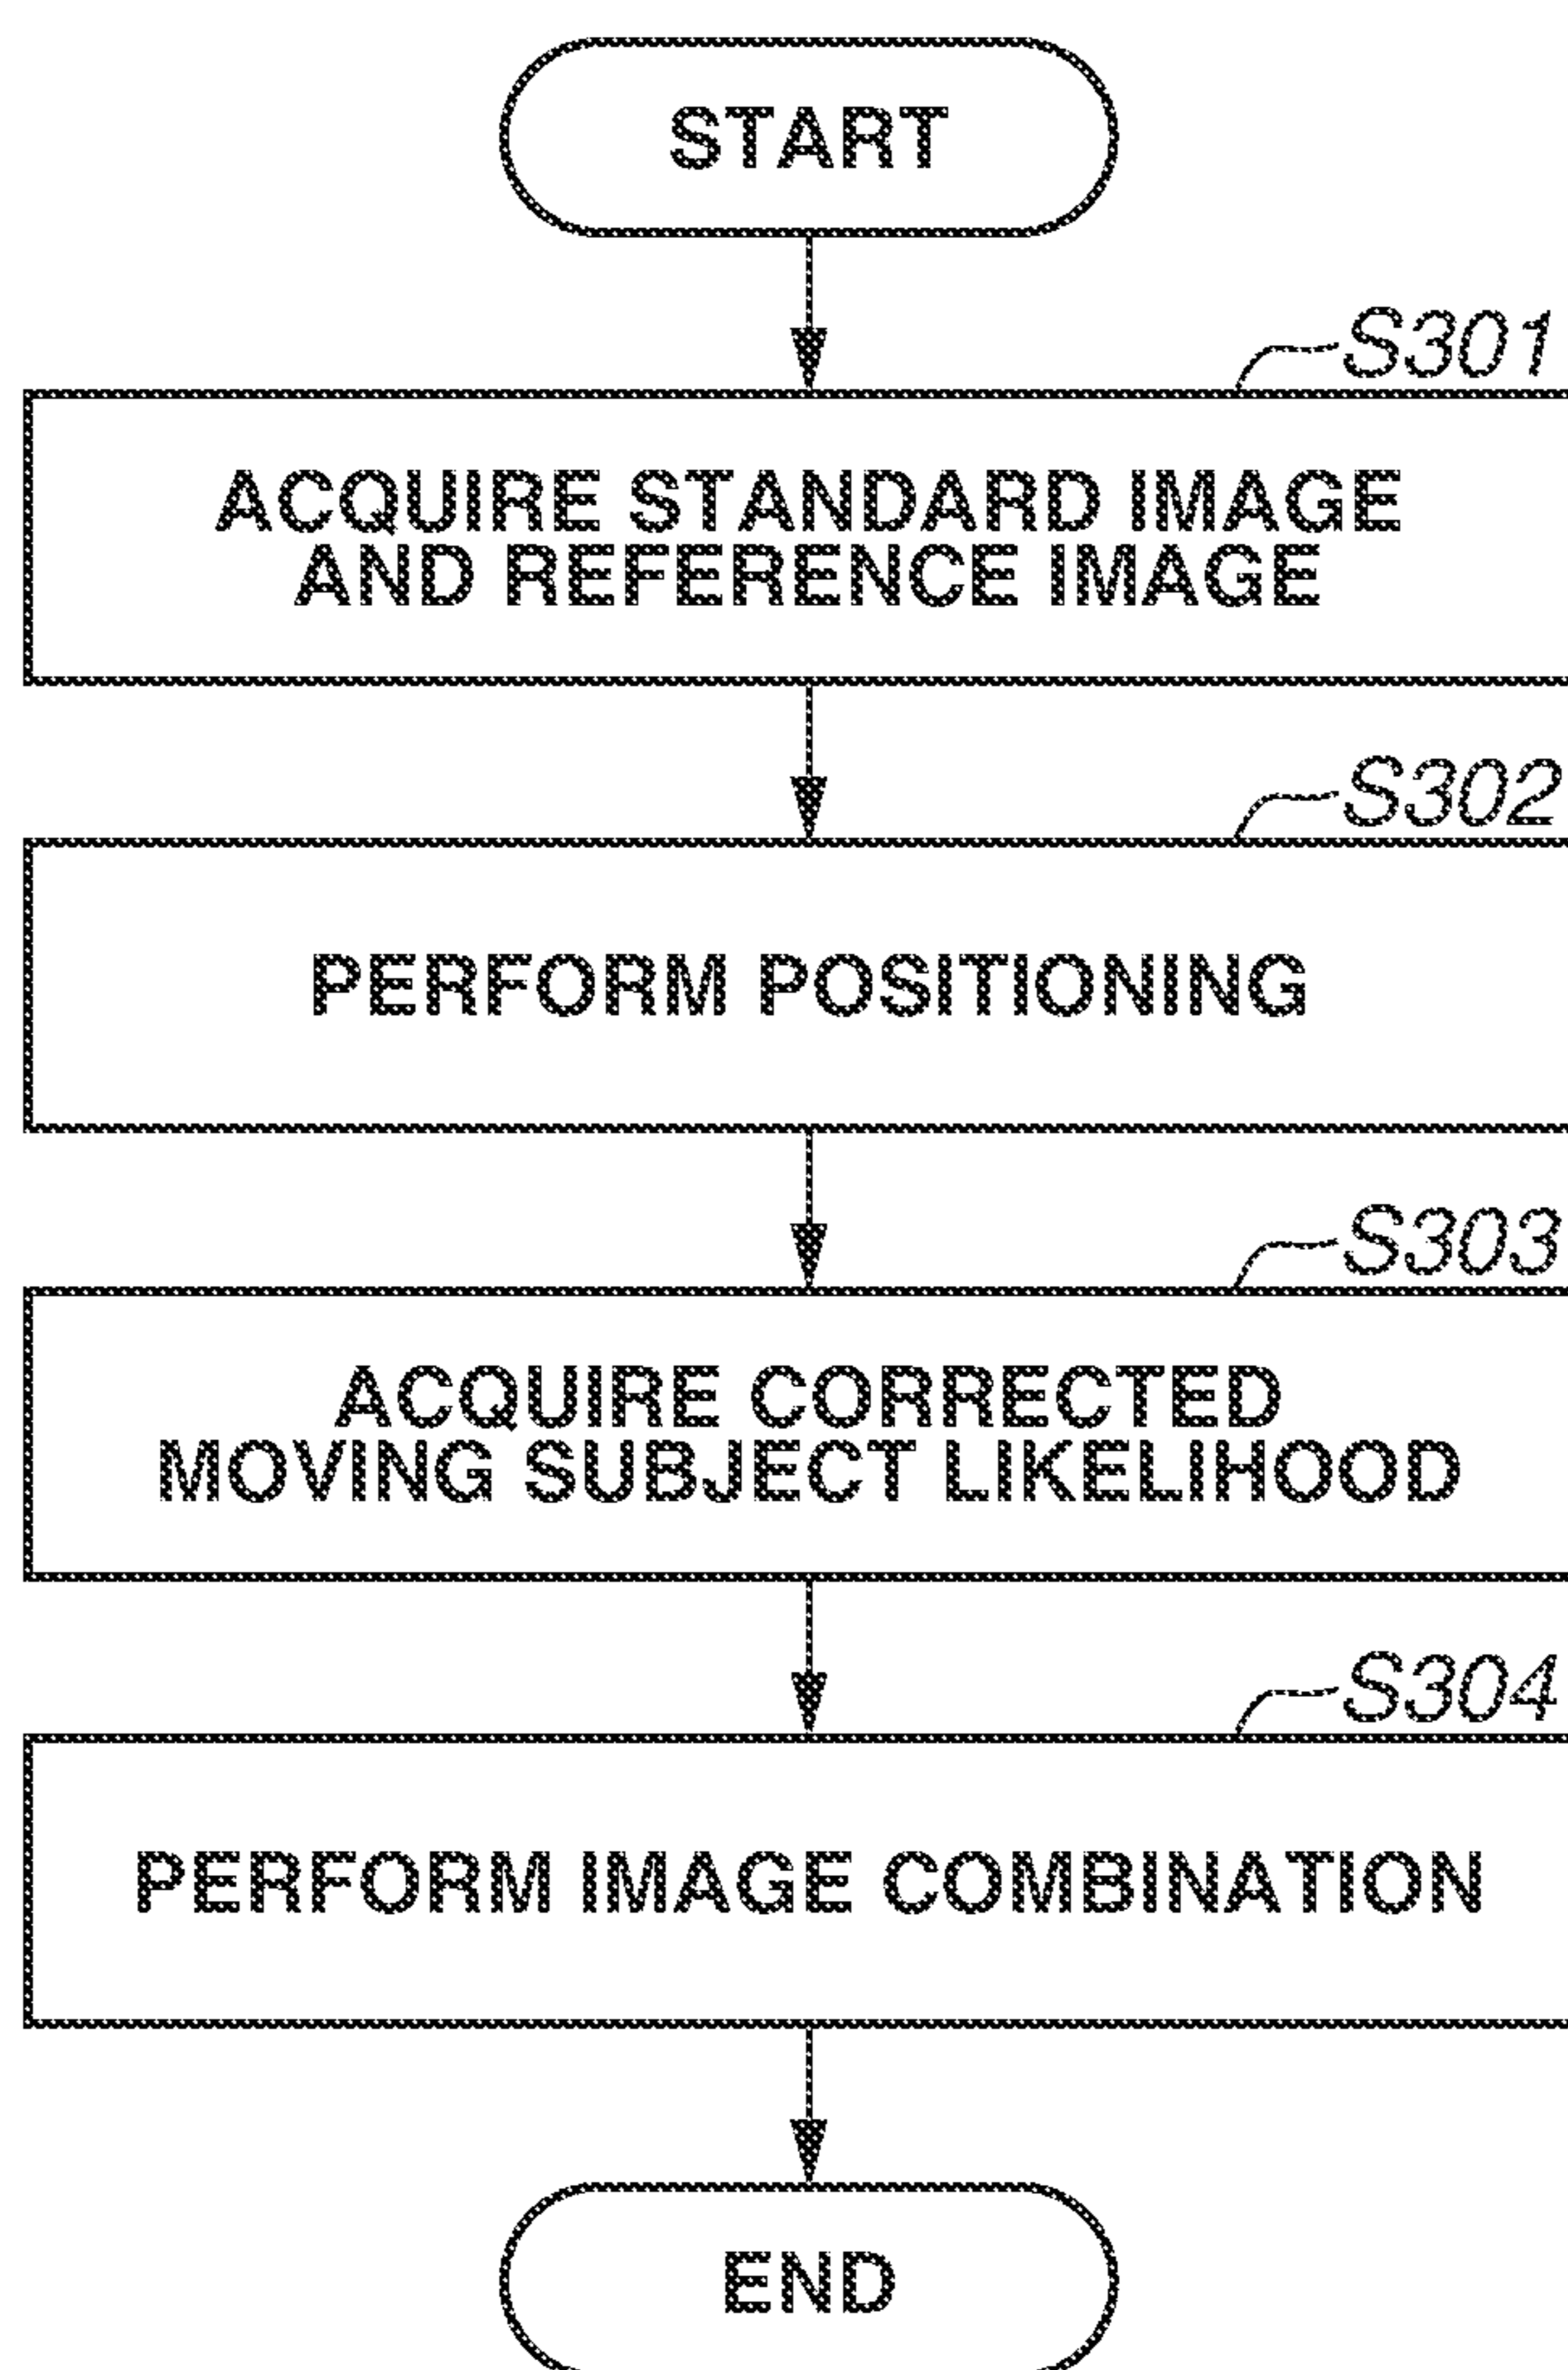 START
S301
ACQUIRE STANDARD IMAGE
AND REFERENCE IMAGE
S302
PERFORM POSITIONING
S303
ACQUIRE CORRECTED
MOVING SUBJECT LIKELIHOOD
S304
PERFORM IMAGE COMBINATION
END